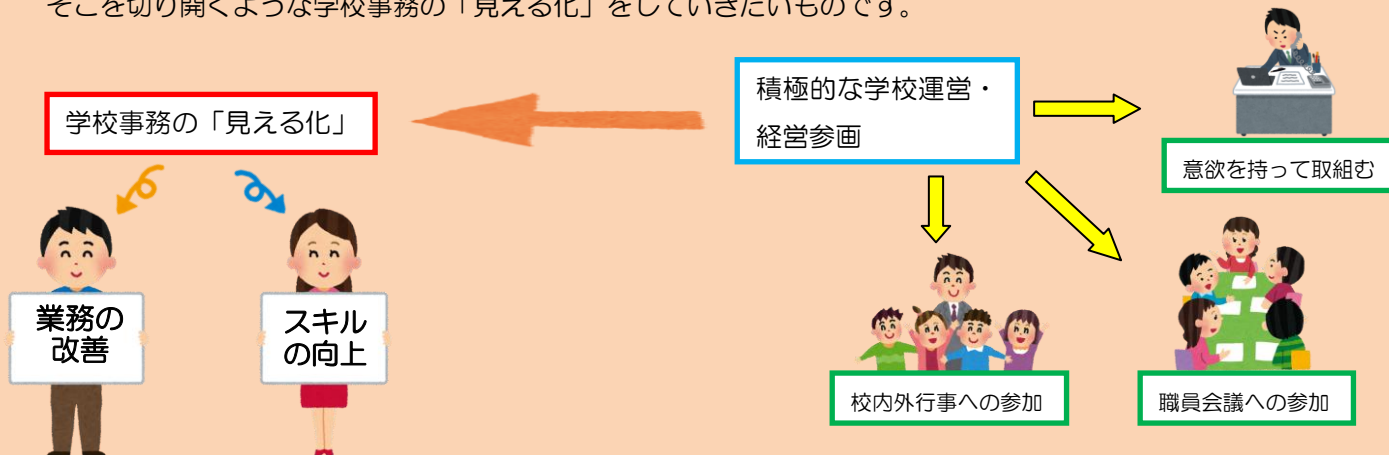 そこを切り開くような学校事務の「見える化」をしていきたいものです。
学校事務の「見える化」
積極的な学校運営・
経営参画
意欲を持って取組む
業務の
改善
スキル
の向上
校内外行事への参加
職員会議への参加